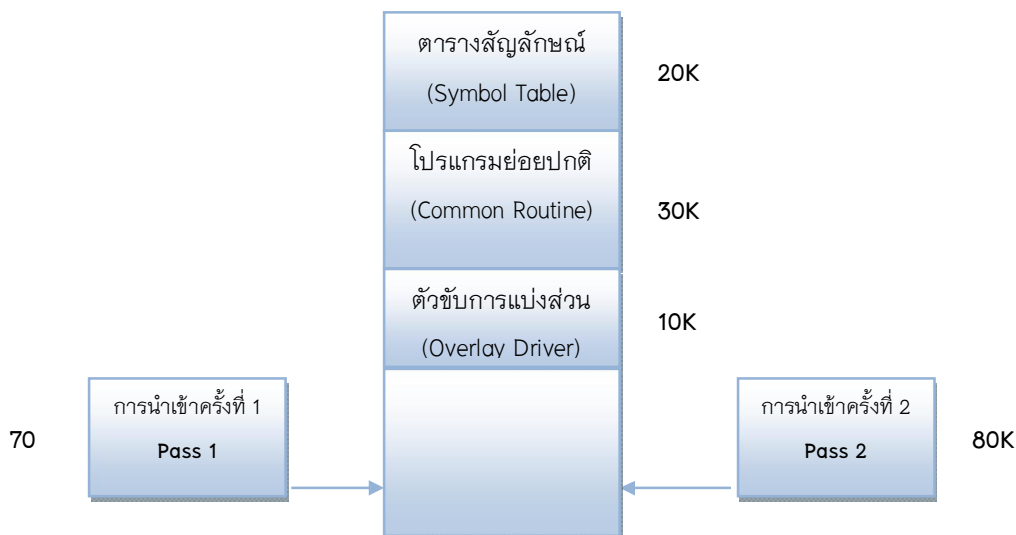 ตารางสัญลักษณ์
(Symbol Table)
20K
โปรแกรมย่อยปกติ
(Common Routine)
30K
ตัวขับการแบ่งส่วน
(Overlay Driver)
10K
การนำเข้าครั้งที่ 1
Pass 1
70
การนำเข้าครั้งที่ 2
Pass 2
80K